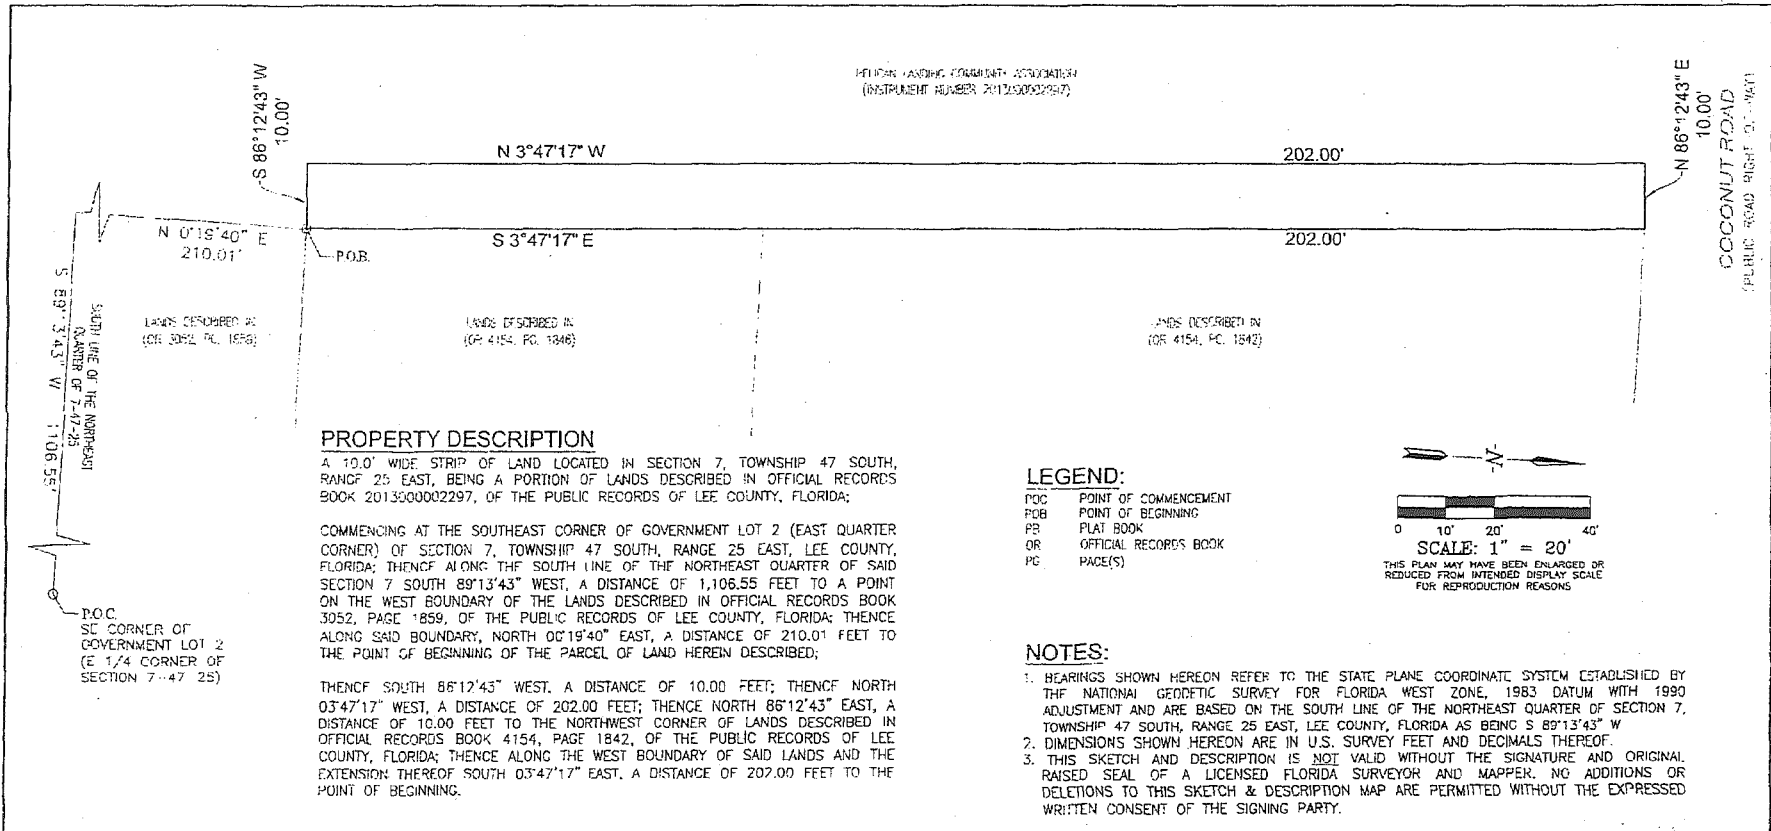 PELICAN LANDING COMMUNITY ASSOCIATION
(INSTRUMENT NUMBER 2013000002297)
S 86°12'43" W
10.00'
N 3°47'17" W
202.00'
N 86°12'43" E
10.00'
COCONUT ROAD
(PUBLIC ROAD RIGHT-OF-WAY)
N 0°19'40" E
210.01'
P.O.B.
S 3°47'17" E
202.00'
S 89°13'43" W 1106.55'
SOUTH LINE OF THE NORTHEAST
QUARTER OF 7-47-25
LANDS DESCRIBED IN
(OR 3052, PG. 1859)
LANDS DESCRIBED IN
(OR 4154, PG. 1846)
LANDS DESCRIBED IN
(OR 4154, PG. 1842)
P.O.C.
SE CORNER OF
GOVERNMENT LOT 2
(E 1/4 CORNER OF
SECTION 7-47 25)
PROPERTY DESCRIPTION
A 10.0' WIDE STRIP OF LAND LOCATED IN SECTION 7, TOWNSHIP 47 SOUTH,
RANGE 25 EAST, BEING A PORTION OF LANDS DESCRIBED IN OFFICIAL RECORDS
BOOK 2013000002297, OF THE PUBLIC RECORDS OF LEE COUNTY, FLORIDA;
COMMENCING AT THE SOUTHEAST CORNER OF GOVERNMENT LOT 2 (EAST QUARTER
CORNER) OF SECTION 7, TOWNSHIP 47 SOUTH, RANGE 25 EAST, LEE COUNTY,
FLORIDA; THENCE ALONG THE SOUTH LINE OF THE NORTHEAST QUARTER OF SAID
SECTION 7 SOUTH 89°13'43" WEST, A DISTANCE OF 1,106.55 FEET TO A POINT
ON THE WEST BOUNDARY OF THE LANDS DESCRIBED IN OFFICIAL RECORDS BOOK
3052, PAGE 1859, OF THE PUBLIC RECORDS OF LEE COUNTY, FLORIDA; THENCE
ALONG SAID BOUNDARY, NORTH 00°19'40" EAST, A DISTANCE OF 210.01 FEET TO
THE POINT OF BEGINNING OF THE PARCEL OF LAND HEREIN DESCRIBED;
THENCE SOUTH 86°12'43" WEST, A DISTANCE OF 10.00 FEET; THENCE NORTH
03°47'17" WEST, A DISTANCE OF 202.00 FEET; THENCE NORTH 86°12'43" EAST, A
DISTANCE OF 10.00 FEET TO THE NORTHWEST CORNER OF LANDS DESCRIBED IN
OFFICIAL RECORDS BOOK 4154, PAGE 1842, OF THE PUBLIC RECORDS OF LEE
COUNTY, FLORIDA; THENCE ALONG THE WEST BOUNDARY OF SAID LANDS AND THE
EXTENSION THEREOF SOUTH 03°47'17" EAST, A DISTANCE OF 202.00 FEET TO THE
POINT OF BEGINNING.
LEGEND:
POC POINT OF COMMENCEMENT
POB POINT OF BEGINNING
PB PLAT BOOK
OR OFFICIAL RECORDS BOOK
PG PAGE(S)
-N-
0 10' 20' 40'
SCALE: 1" = 20'
THIS PLAN MAY HAVE BEEN ENLARGED OR
REDUCED FROM INTENDED DISPLAY SCALE
FOR REPRODUCTION REASONS
NOTES:
1. BEARINGS SHOWN HEREON REFER TO THE STATE PLANE COORDINATE SYSTEM ESTABLISHED BY
THE NATIONAL GEODETIC SURVEY FOR FLORIDA WEST ZONE, 1983 DATUM WITH 1990
ADJUSTMENT AND ARE BASED ON THE SOUTH LINE OF THE NORTHEAST QUARTER OF SECTION 7,
TOWNSHIP 47 SOUTH, RANGE 25 EAST, LEE COUNTY, FLORIDA AS BEING S 89°13'43" W
2. DIMENSIONS SHOWN HEREON ARE IN U.S. SURVEY FEET AND DECIMALS THEREOF.
3. THIS SKETCH AND DESCRIPTION IS NOT VALID WITHOUT THE SIGNATURE AND ORIGINAL
RAISED SEAL OF A LICENSED FLORIDA SURVEYOR AND MAPPER. NO ADDITIONS OR
DELETIONS TO THIS SKETCH & DESCRIPTION MAP ARE PERMITTED WITHOUT THE EXPRESSED
WRITTEN CONSENT OF THE SIGNING PARTY.